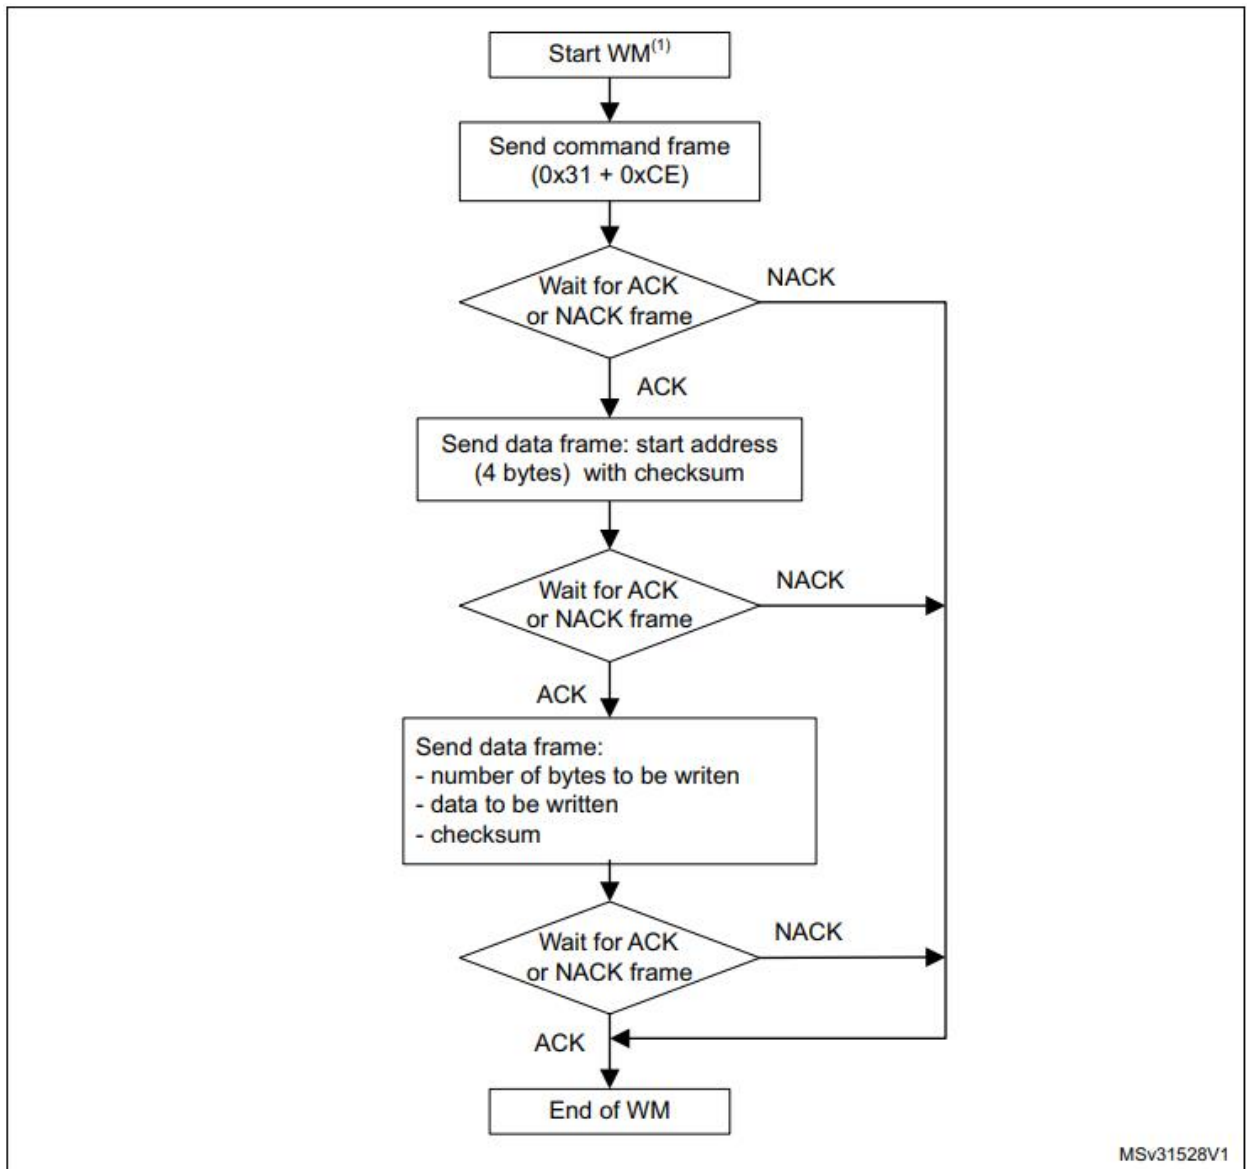 Start WM(1)
Send command frame
(0x31 + 0xCE)
Wait for ACK
or NACK frame
NACK
ACK
Send data frame: start address
(4 bytes) with checksum
Wait for ACK
or NACK frame
NACK
ACK
Send data frame:
- number of bytes to be writen
- data to be written
- checksum
Wait for ACK
or NACK frame
NACK
ACK
End of WM
MSv31528V1